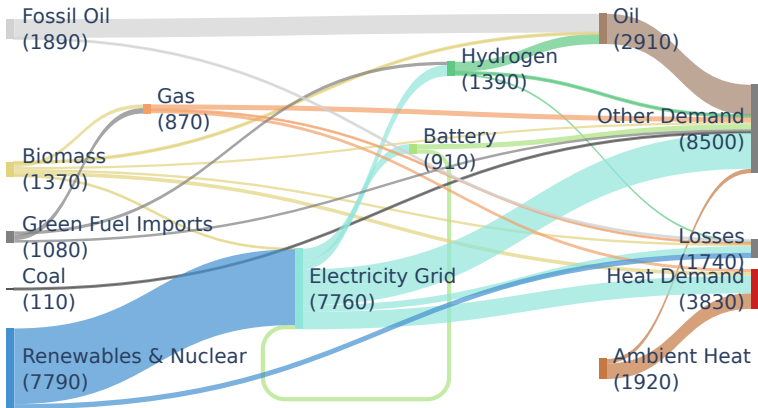 Fossil Oil
(1890)
Oil
(2910)
Hydrogen
(1390)
Gas
(870)
Other Demand
(8500)
Battery
(910)
Biomass
(1370)
Green Fuel Imports
(1080)
Losses
(1740)
Coal
(110)
Electricity Grid
(7760)
Heat Demand
(3830)
Renewables & Nuclear
(7790)
Ambient Heat
(1920)